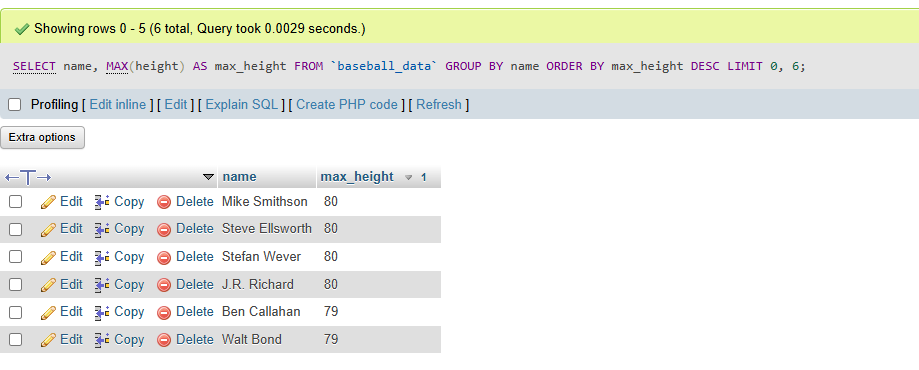 Showing rows 0 - 5 (6 total, Query took 0.0029 seconds.)
SELECT name, MAX(height) AS max_height FROM `baseball_data` GROUP BY name ORDER BY max_height DESC LIMIT 0, 6;
Profiling [ Edit inline ] [ Edit ] [ Explain SQL ] [ Create PHP code ] [ Refresh ]
Extra options
name max_height 1
Edit Copy Delete Mike Smithson 80
Edit Copy Delete Steve Ellsworth 80
Edit Copy Delete Stefan Wever 80
Edit Copy Delete J.R. Richard 80
Edit Copy Delete Ben Callahan 79
Edit Copy Delete Walt Bond 79